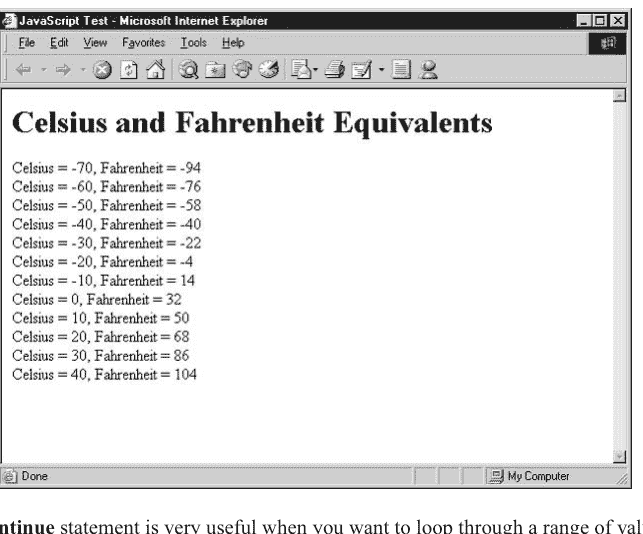 JavaScript Test - Microsoft Internet Explorer
File Edit View Favorites Tools Help
Celsius and Fahrenheit Equivalents
Celsius = -70, Fahrenheit = -94
Celsius = -60, Fahrenheit = -76
Celsius = -50, Fahrenheit = -58
Celsius = -40, Fahrenheit = -40
Celsius = -30, Fahrenheit = -22
Celsius = -20, Fahrenheit = -4
Celsius = -10, Fahrenheit = 14
Celsius = 0, Fahrenheit = 32
Celsius = 10, Fahrenheit = 50
Celsius = 20, Fahrenheit = 68
Celsius = 30, Fahrenheit = 86
Celsius = 40, Fahrenheit = 104
Done My Computer
ntinue statement is very useful when you want to loop through a range of val